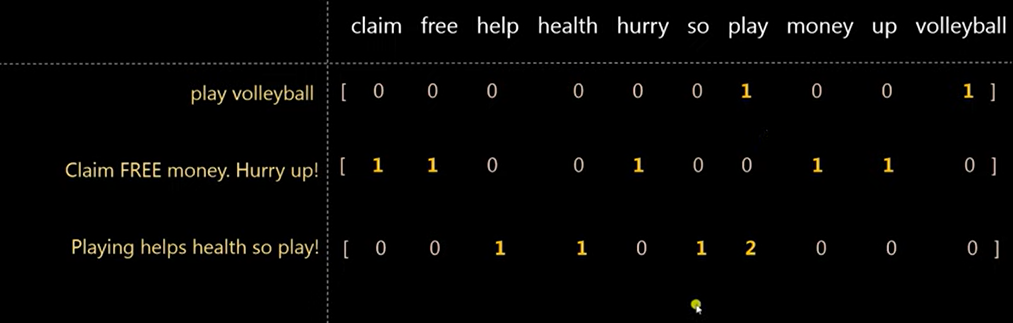 claim free help health hurry so play money up volleyball
play volleyball [ 0 0 0 0 0 0 1 0 0 1 ]
Claim FREE money. Hurry up! [ 1 1 0 0 1 0 0 1 1 0 ]
Playing helps health so play! [ 0 0 1 1 0 1 2 0 0 0 ]